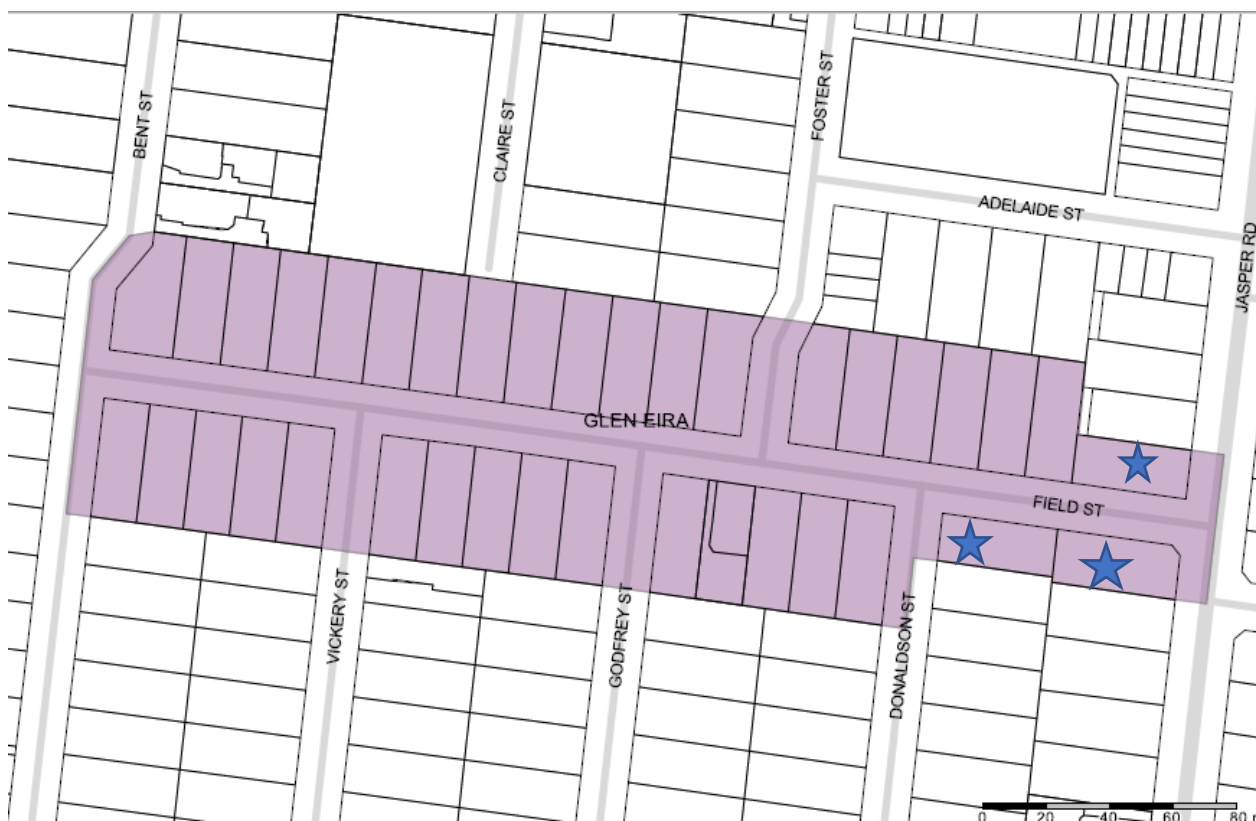 BENT ST
CLAIRE ST
FOSTER ST
ADELAIDE ST
JASPER RD
GLEN EIRA
FIELD ST
VICKERY ST
GODFREY ST
DONALDSON ST
0 20 40 60 80